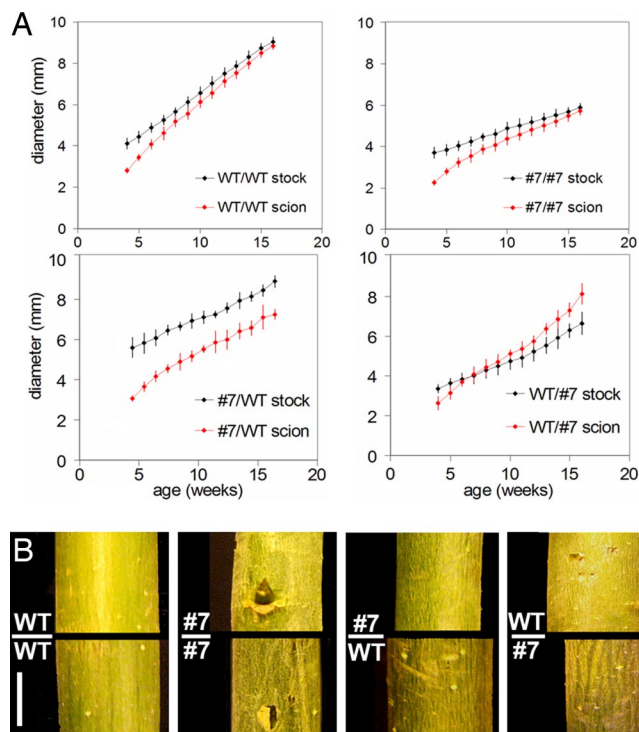 A
diameter (mm)
10
8
6
4
2
0
0 5 10 15 20
WT/WT stock
WT/WT scion
10
8
6
4
2
0
0 5 10 15 20
#7/#7 stock
#7/#7 scion
diameter (mm)
10
8
6
4
2
0
0 5 10 15 20
age (weeks)
#7/WT stock
#7/WT scion
8
6
4
2
0
0 5 10 15 20
age (weeks)
WT/#7 stock
WT/#7 scion
B
WT
WT
#7
#7
#7
WT
WT
#7